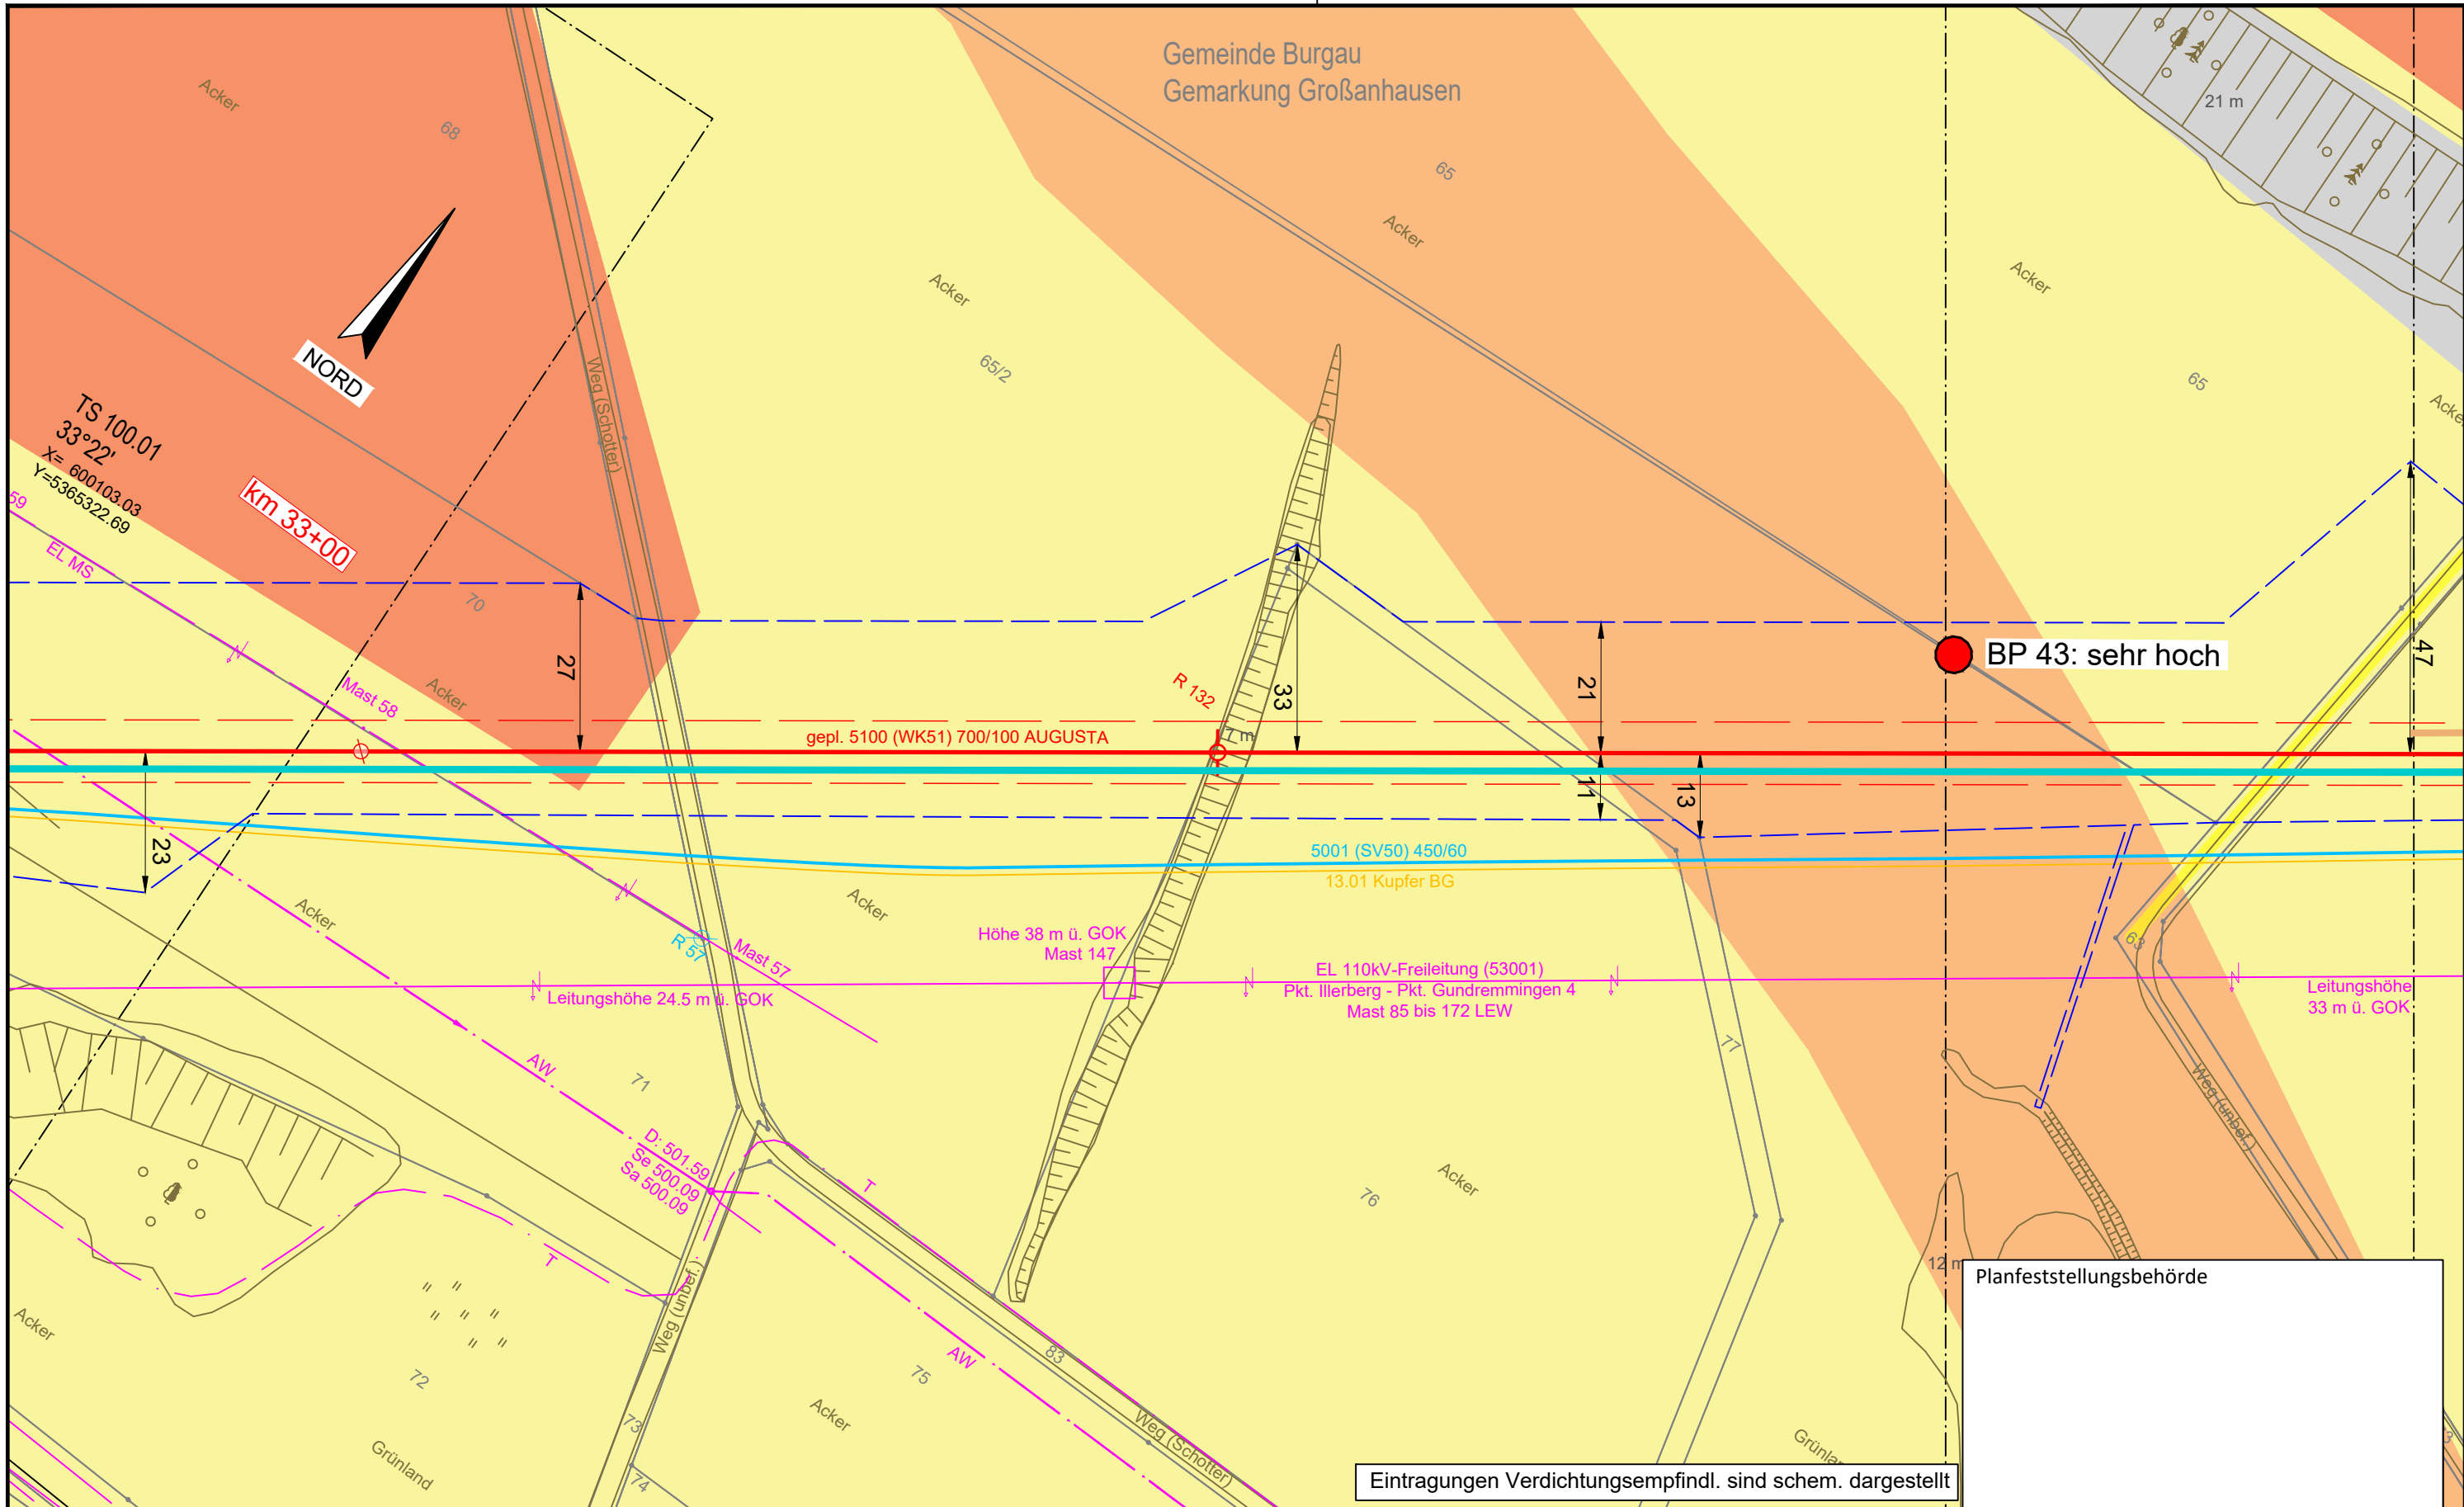 Gemeinde Burgau
Gemarkung Großanhausen
Acker
68
65
Acker
21 m
Acker
Acker
65/2
65
Acke
NORD
Weg (Schotter)
TS 100.01
33°22'
X= 600103.03
Y=5365322.69
km 33+00
59
EL MS
70
27
Mast 58
Acker
R 132
33
21
BP 43: sehr hoch
47
gepl. 5100 (WK51) 700/100 AUGUSTA
7 m
11
13
23
5001 (SV50) 450/60
13.01 Kupfer BG
Acker
Acker
R 57
Mast 57
Höhe 38 m ü. GOK
Mast 147
63
EL 110kV-Freileitung (53001)
Pkt. Illerberg - Pkt. Gundremmingen 4
Mast 85 bis 172 LEW
Leitungshöhe 24.5 m ü. GOK
Leitungshöhe
33 m ü. GOK
AW
71
77
Weg (unbef.)
D: 501.59
Se 500.09
Sa 500.09
T
Acker
76
T
12 m
Planfeststellungsbehörde
Weg (unbef.)
Acker
AW
83
72
75
Acker
73
Weg (Schotter)
Grünland
74
Grünla
Eintragungen Verdichtungsempfindl. sind schem. dargestellt